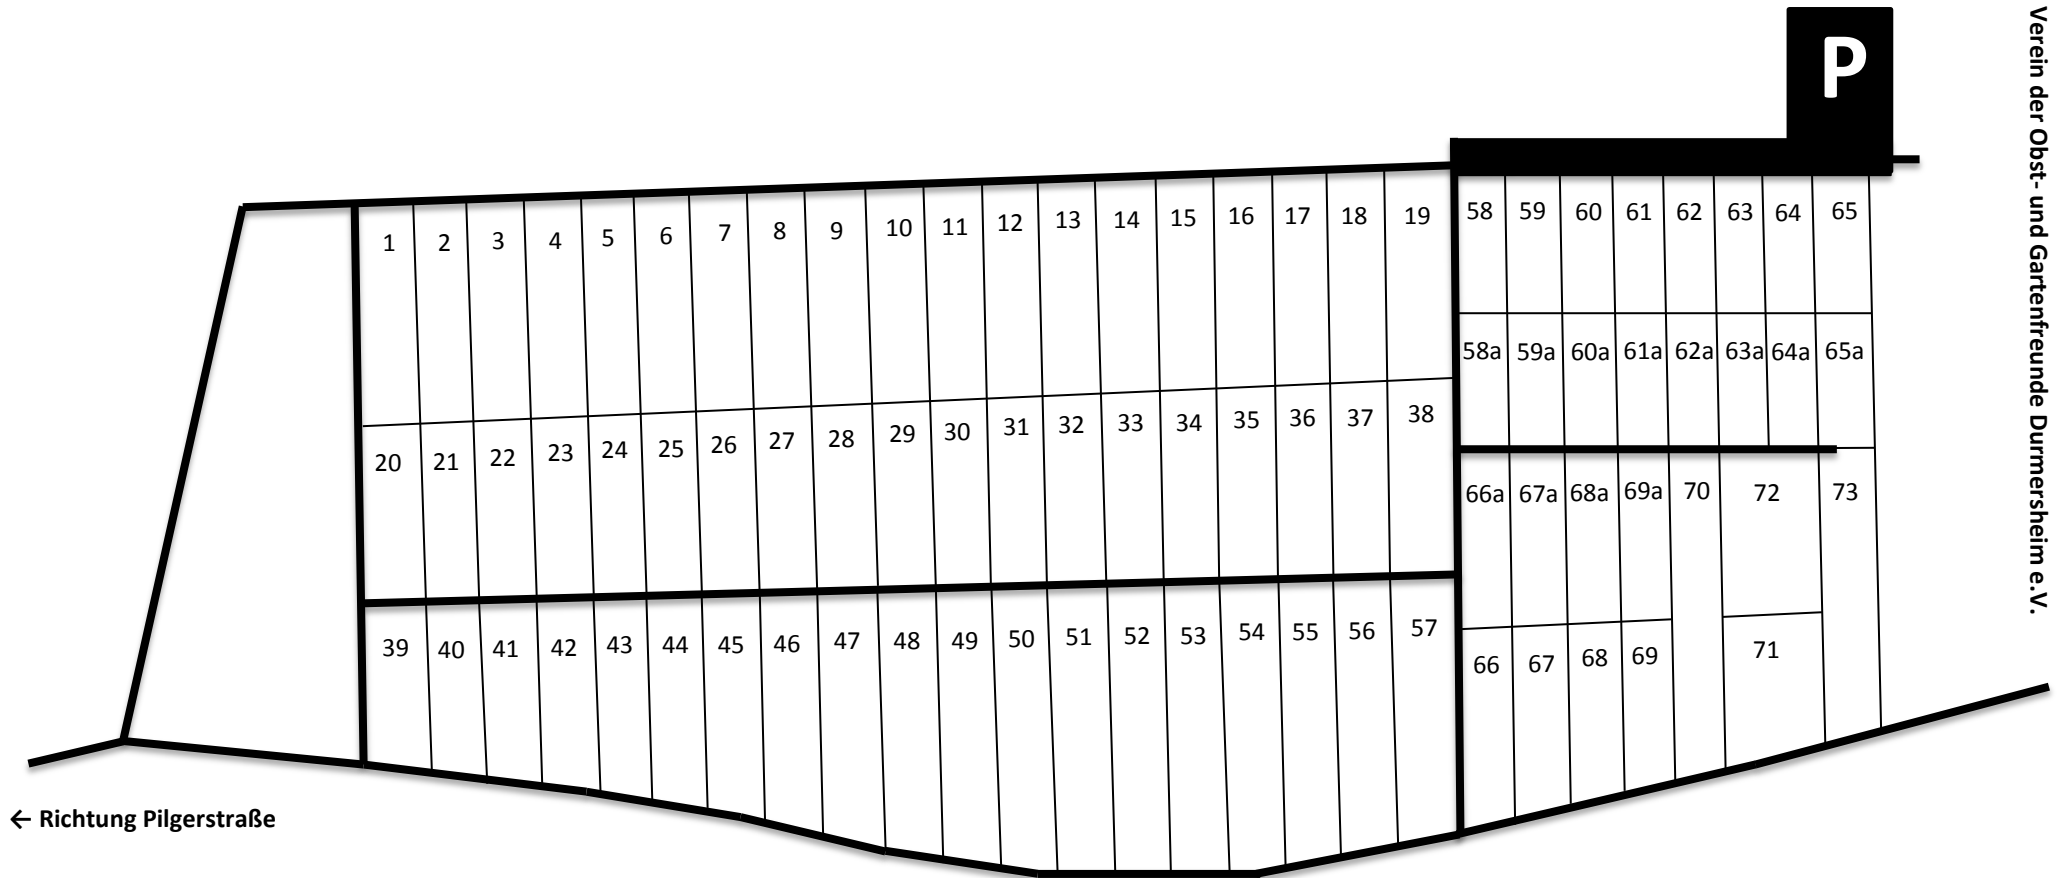 P
Verein der Obst- und Gartenfreunde Durmersheim e.V.
1 2 3 4 5 6 7 8 9 10 11 12 13 14 15 16 17 18 19
58 59 60 61 62 63 64 65
58a 59a 60a 61a 62a 63a 64a 65a
20 21 22 23 24 25 26 27 28 29 30 31 32 33 34 35 36 37 38
66a 67a 68a 69a 70 72 73
39 40 41 42 43 44 45 46 47 48 49 50 51 52 53 54 55 56 57
66 67 68 69 71
← Richtung Pilgerstraße